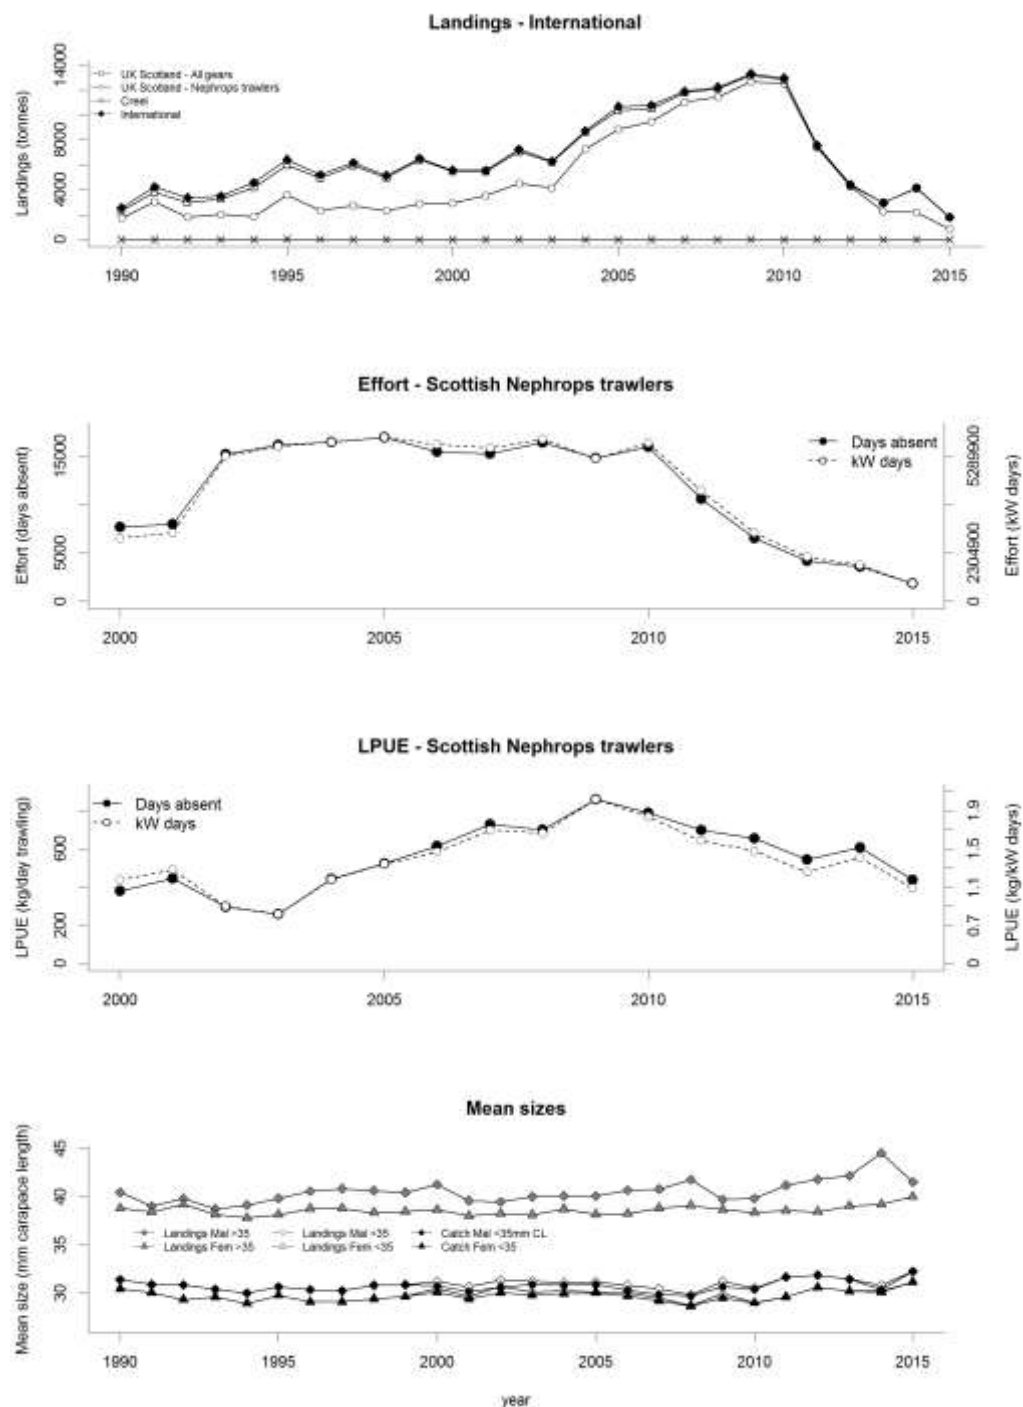 Landings - International
Landings (tonnes)
0 4000 8000 14000
UK Scotland - All gears
UK Scotland - Nephrops trawlers
Creel
International
1990 1995 2000 2005 2010 2015
Effort - Scottish Nephrops trawlers
Effort (days absent)
0 5000 15000
Days absent
kW days
0 2304900 5289900
Effort (kW days)
2000 2005 2010 2015
LPUE - Scottish Nephrops trawlers
LPUE (kg/day trawling)
0 200 600
Days absent
kW days
0 0.7 1.1 1.5 1.9
LPUE (kg/kW days)
2000 2005 2010 2015
Mean sizes
Mean size (mm carapace length)
30 35 40 45
Landings Mal >35 Landings Mal <35 Catch Mal <35mm CL
Landings Fem >35 Landings Fem <35 Catch Fem <35
1990 1995 2000 2005 2010 2015
year